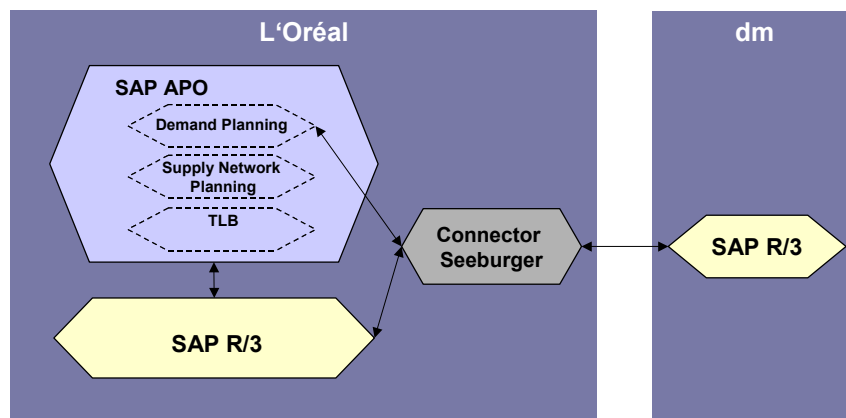 L‘Oréal
dm
SAP APO
Demand Planning
Supply Network
Planning
TLB
Connector
Seeburger
SAP R/3
SAP R/3